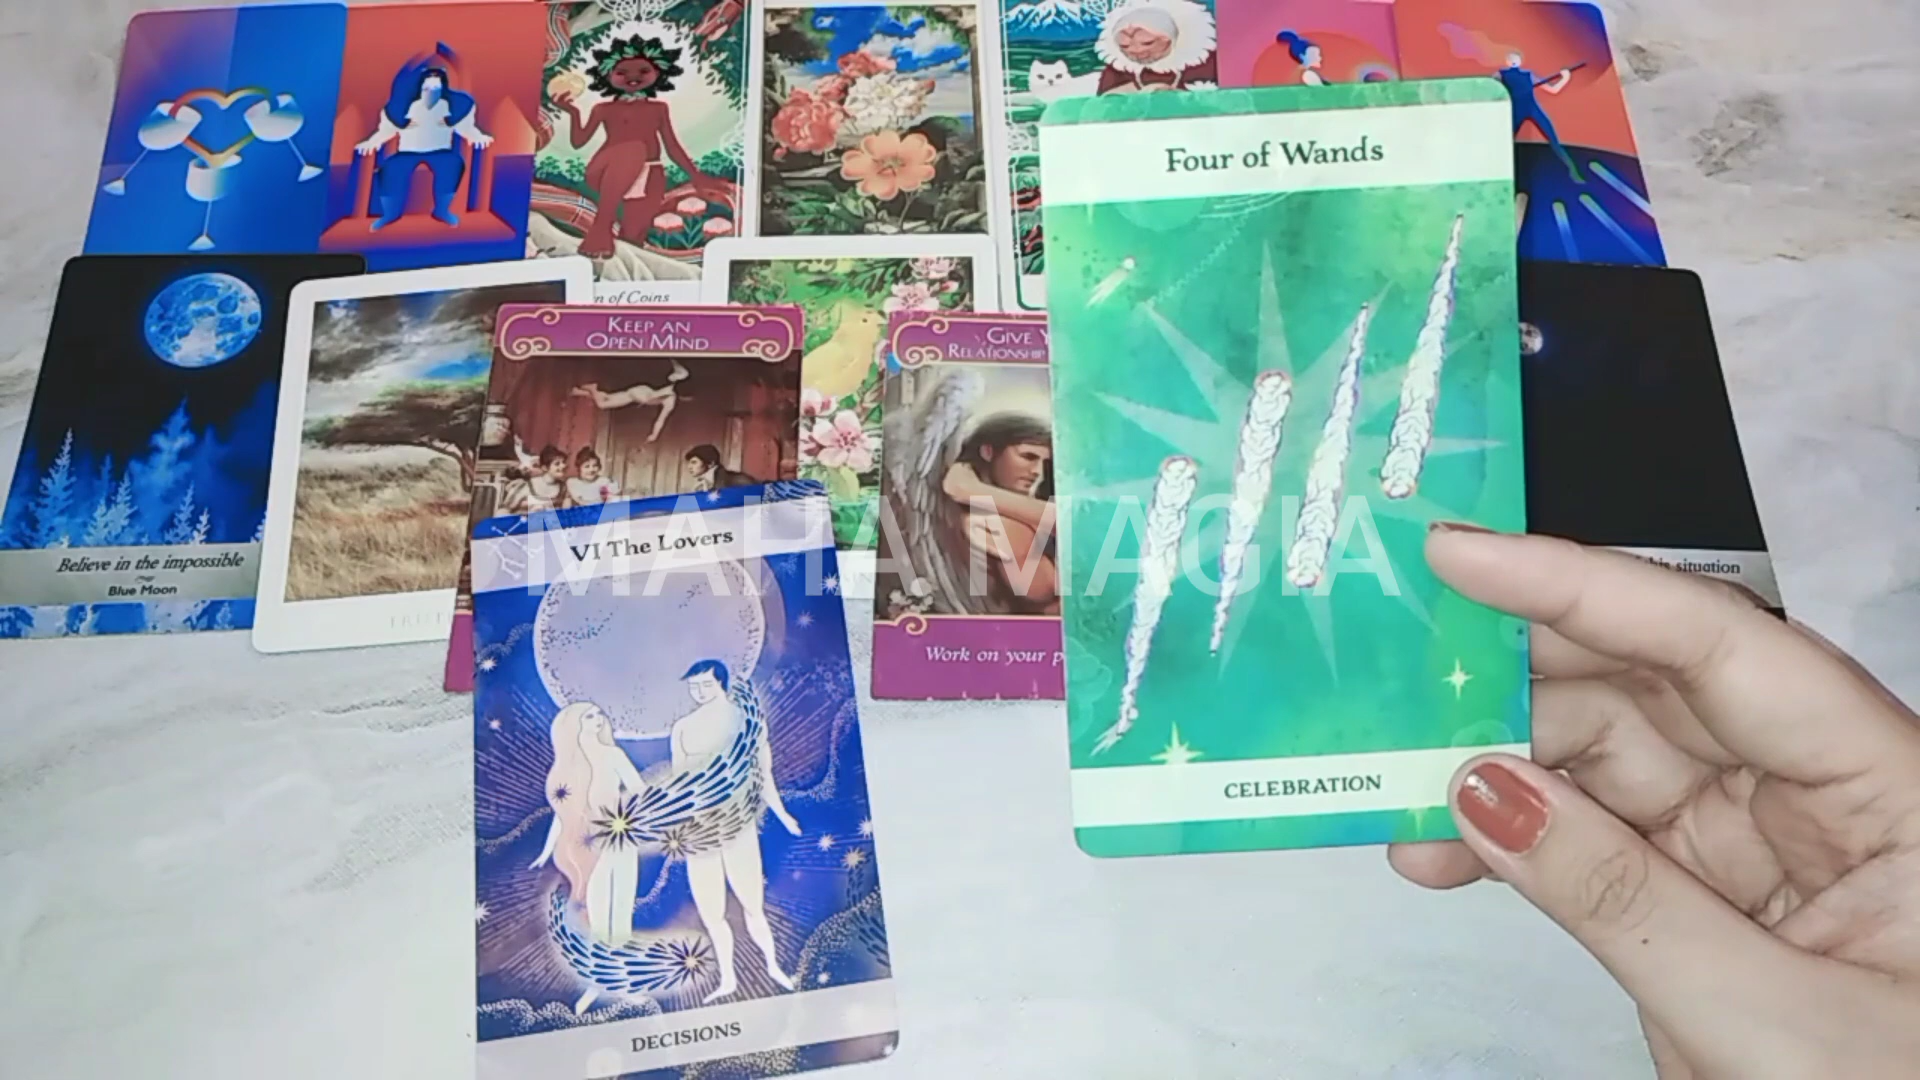 Four of Wands
n of Coins
KEEP AN
OPEN MIND
GIVE Y
RELATIONSHIP
Believe in the impossible
Blue Moon
VI The Lovers
MAHA MAGIA
his situation
Work on your p
CELEBRATION
DECISIONS